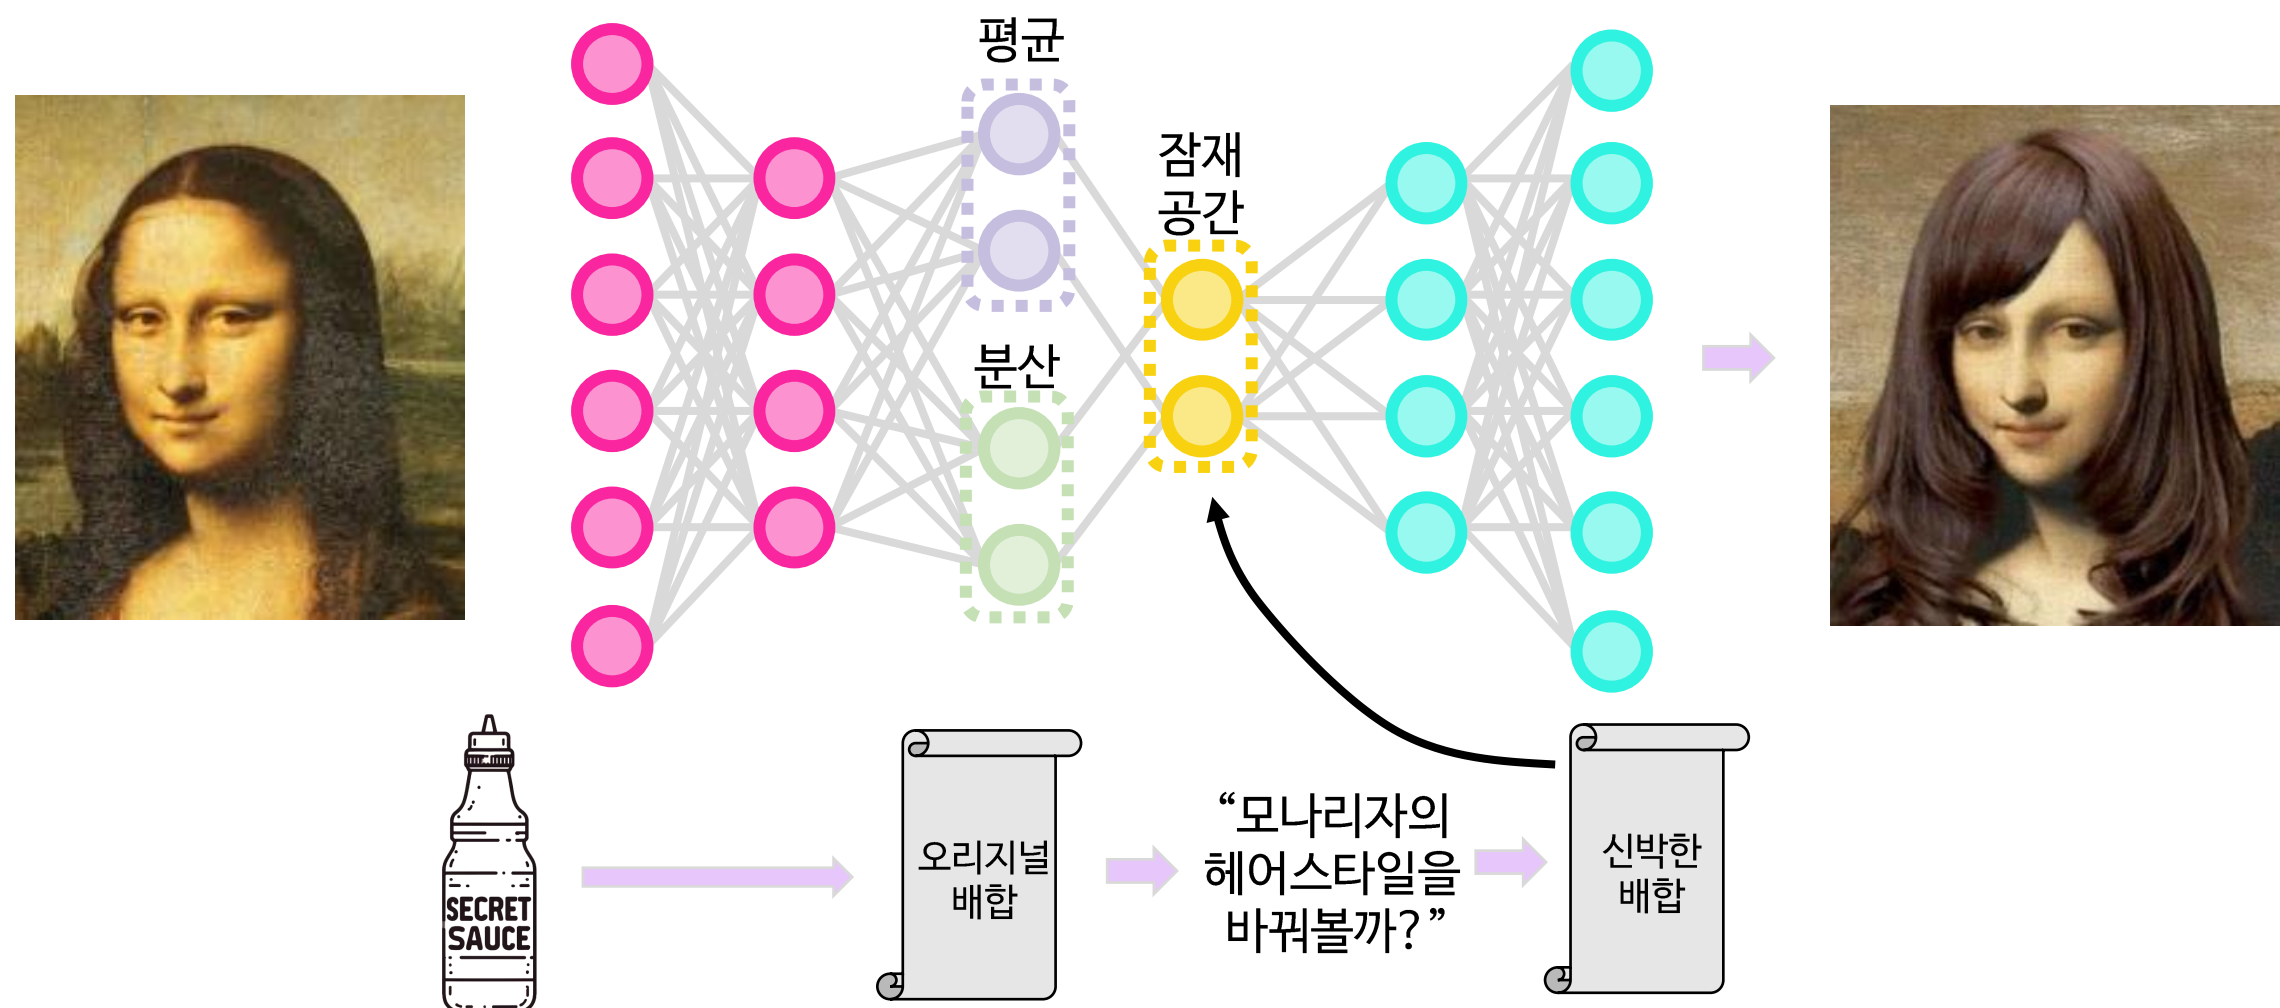 평균
잠재
공간
분산
SECRET
SAUCE
오리지널
배합
“모나리자의
헤어스타일을
바꿔볼까?”
신박한
배합